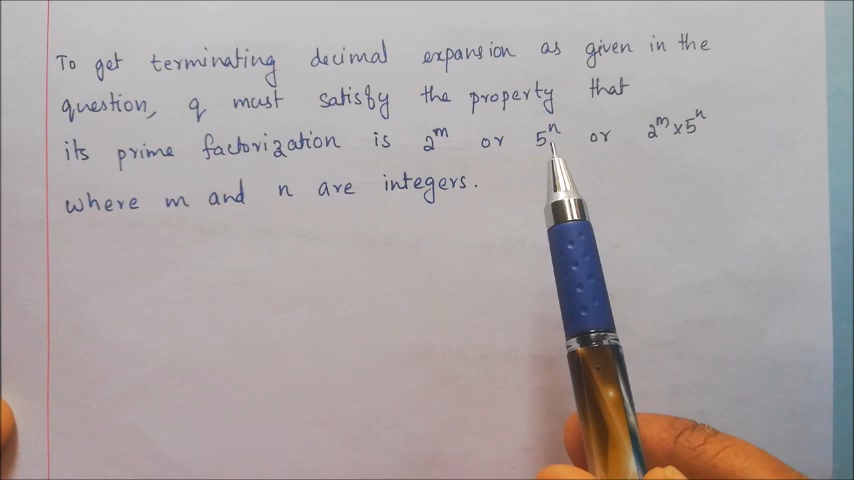 To get terminating decimal expansion as given in the
question, q must satisfy the property that
its prime factorization is 2^m or 5^n or 2^m x 5^n
where m and n are integers.